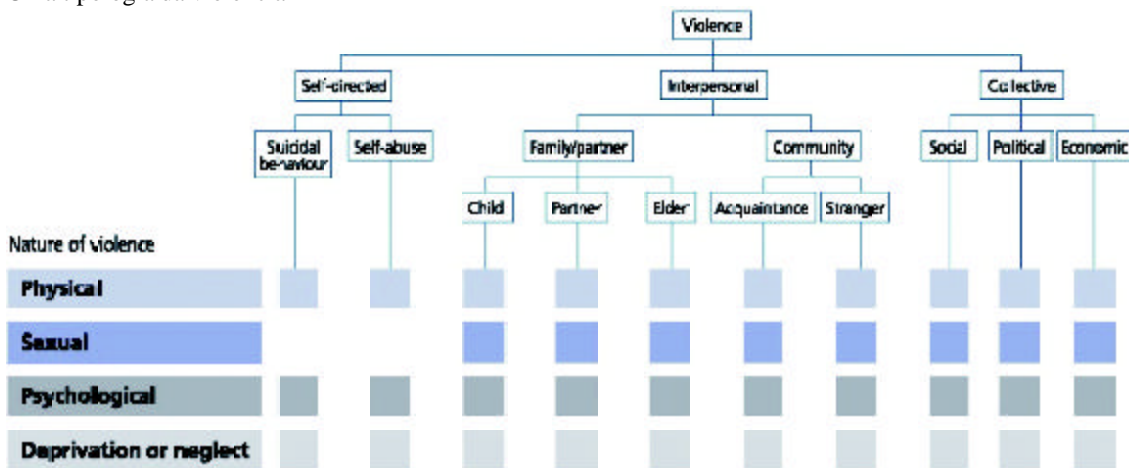 Violence
Self-directed
Interpersonal
Collective
Suicidal
behaviour
Self-abuse
Family/partner
Community
Social
Political
Economic
Child
Partner
Elder
Acquaintance
Stranger
Nature of violence
Physical
Sexual
Psychological
Deprivation or neglect